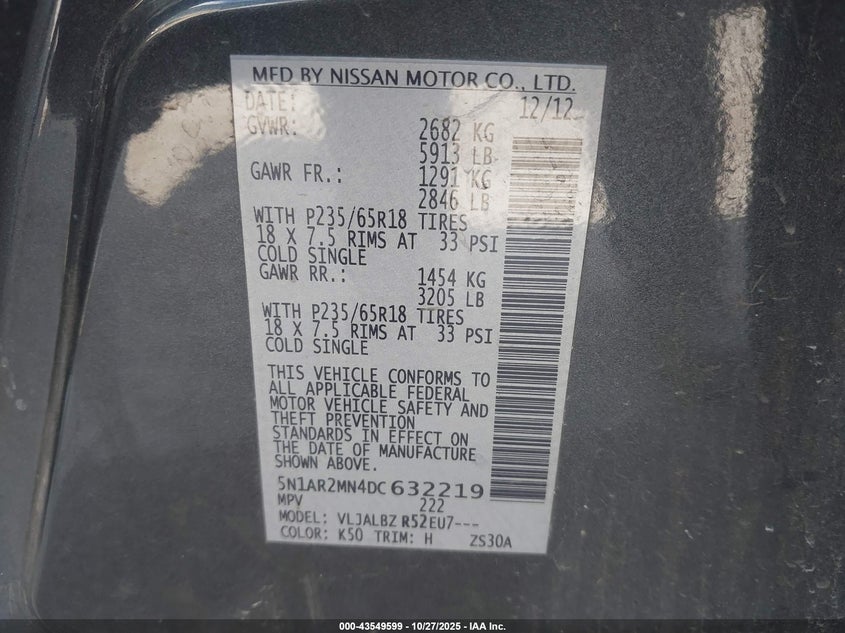 MFD BY NISSAN MOTOR CO., LTD.
DATE: 12/12
GVWR: 2682 KG
5913 LB
GAWR FR.: 1291 KG
2846 LB
WITH P235/65R18 TIRES
18 X 7.5 RIMS AT 33 PSI
COLD SINGLE
GAWR RR.: 1454 KG
3205 LB
WITH P235/65R18 TIRES
18 X 7.5 RIMS AT 33 PSI
COLD SINGLE
THIS VEHICLE CONFORMS TO
ALL APPLICABLE FEDERAL
MOTOR VEHICLE SAFETY AND
THEFT PREVENTION
STANDARDS IN EFFECT ON
THE DATE OF MANUFACTURE
SHOWN ABOVE.
5N1AR2MN4DC632219
MPV 222
MODEL: VLJALBZ R52EU7---
COLOR: K50 TRIM: H ZS30A
000-43549599 - 10/27/2025 - IAA Inc.